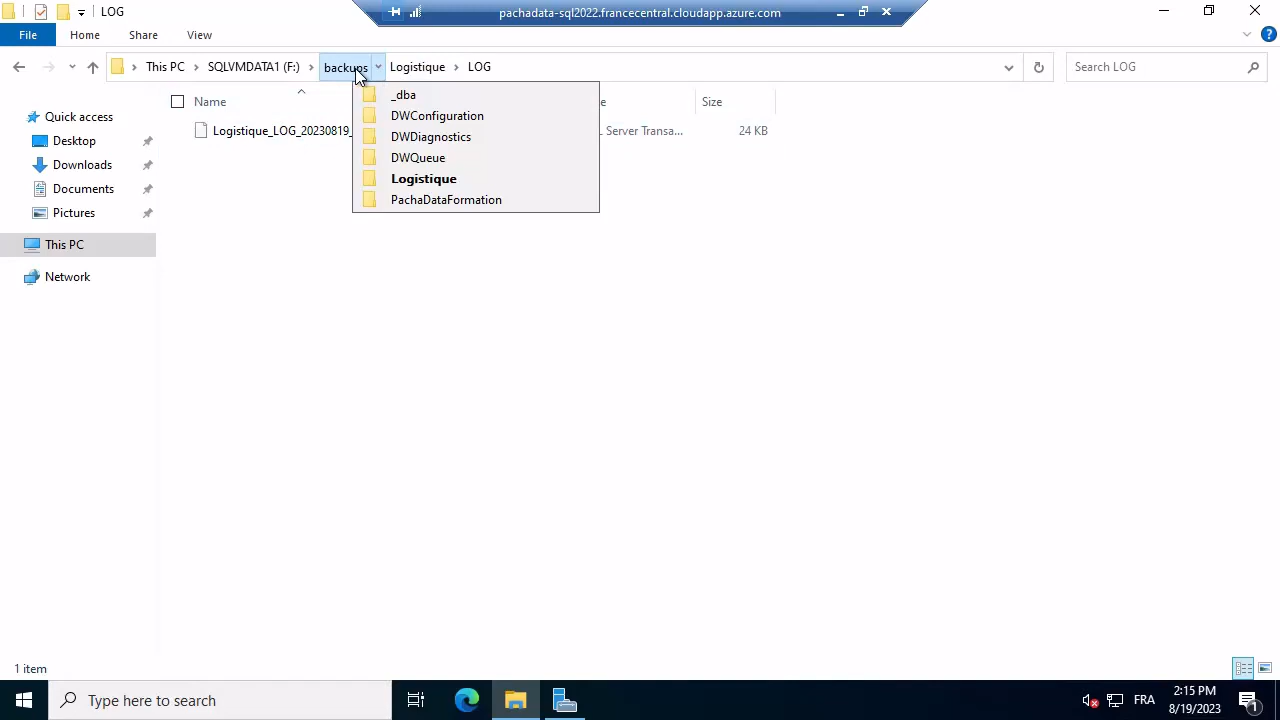 LOG
pachadata-sql2022.francecentral.cloudapp.azure.com
File Home Share View
This PC SQLVMDATA1 (F:) backups Logistique LOG
Search LOG
Name
Size
_dba
DWConfiguration
DWDiagnostics
DWQueue
Logistique
PachaDataFormation
Logistique_LOG_20230819_
Server Transa... 24 KB
Quick access
Desktop
Downloads
Documents
Pictures
This PC
Network
1 item
Type here to search
FRA
2:15 PM
8/19/2023
1